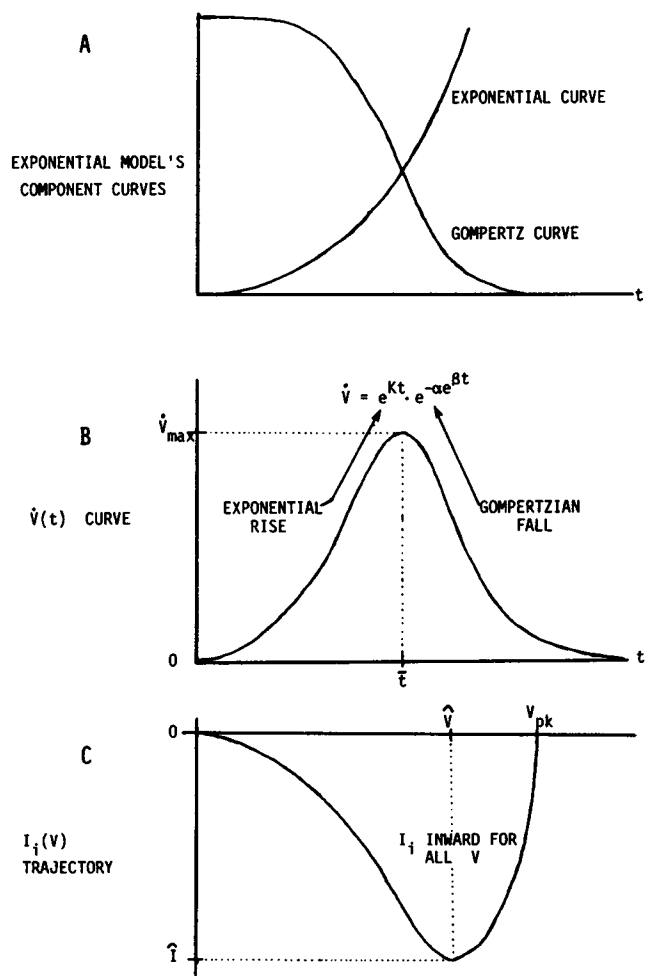 A
EXPONENTIAL CURVE
EXPONENTIAL MODEL'S
COMPONENT CURVES
GOMPERTZ CURVE
t
V̇ = e^Kt · e^-αe^βt
B
V̇max
EXPONENTIAL
RISE
GOMPERTZIAN
FALL
V̇(t) CURVE
0
t
t̄
V̂
Vpk
0
C
Ii(V)
TRAJECTORY
Ii INWARD FOR
ALL V
Î